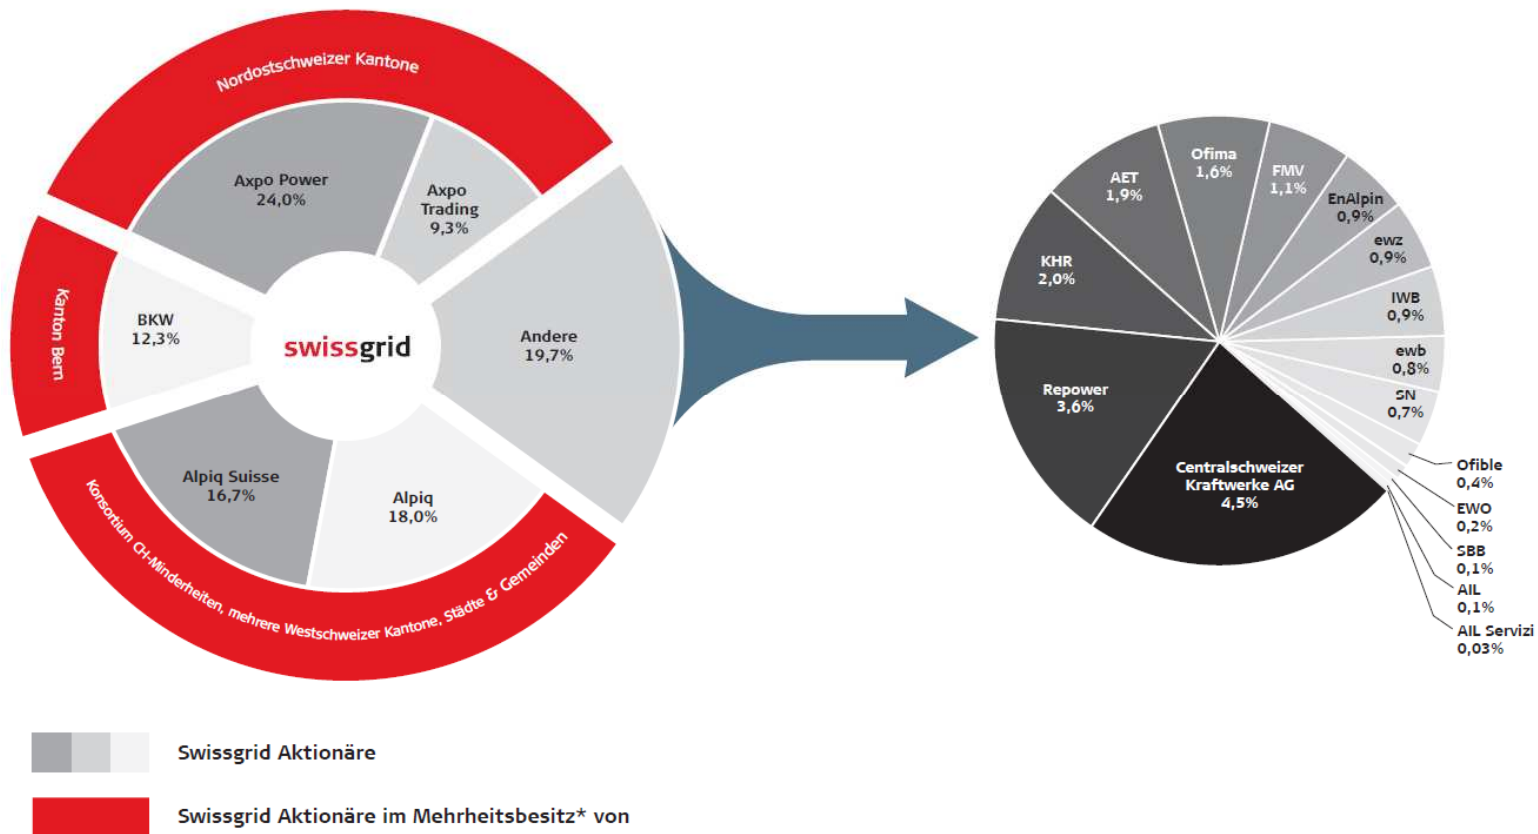 Nordostschweizer Kantone
Axpo Power
24,0%
Axpo
Trading
9,3%
Kanton Bern
BKW
12,3%
swissgrid
Andere
19,7%
Alpiq Suisse
16,7%
Alpiq
18,0%
Konsortium CH-Minderheiten, mehrere Westschweizer Kantone, Städte & Gemeinden
Ofima
1,6%
FMV
1,1%
AET
1,9%
EnAlpin
0,9%
ewz
0,9%
KHR
2,0%
IWB
0,9%
ewb
0,8%
Repower
3,6%
SN
0,7%
Centralschweizer
Kraftwerke AG
4,5%
Ofible
0,4%
EWO
0,2%
SBB
0,1%
AIL
0,1%
AIL Servizi
0,03%
Swissgrid Aktionäre
Swissgrid Aktionäre im Mehrheitsbesitz* von